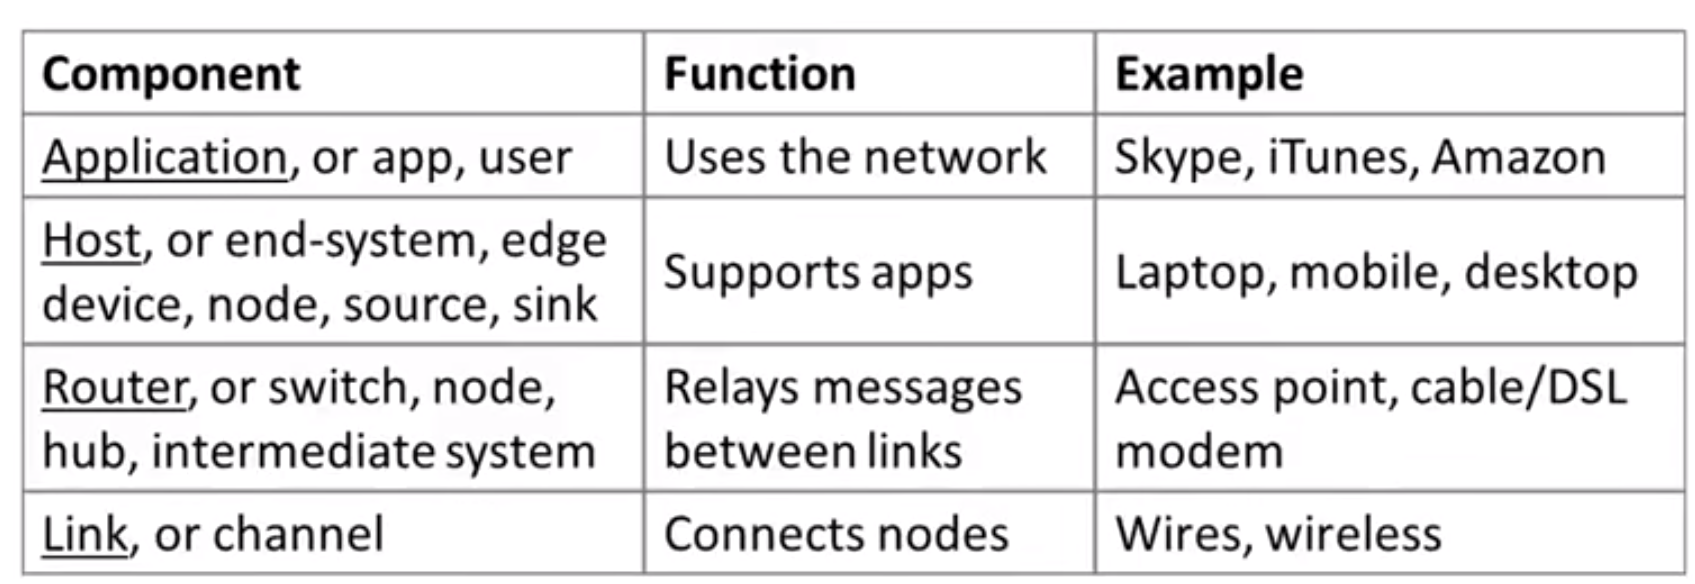 Component Function Example
Application, or app, user Uses the network Skype, iTunes, Amazon
Host, or end-system, edge
device, node, source, sink
Supports apps
Laptop, mobile, desktop
Router, or switch, node,
hub, intermediate system
Relays messages
between links
Access point, cable/DSL
modem
Link, or channel Connects nodes Wires, wireless